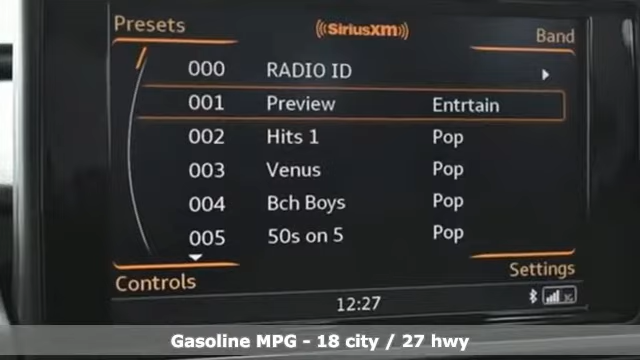 Presets
((SiriusXM))
Band
000 RADIO ID
001 Preview Entrtain
002 Hits 1 Pop
003 Venus Pop
004 Bch Boys Pop
005 50s on 5 Pop
Controls
Settings
12:27
3G
Gasoline MPG - 18 city / 27 hwy